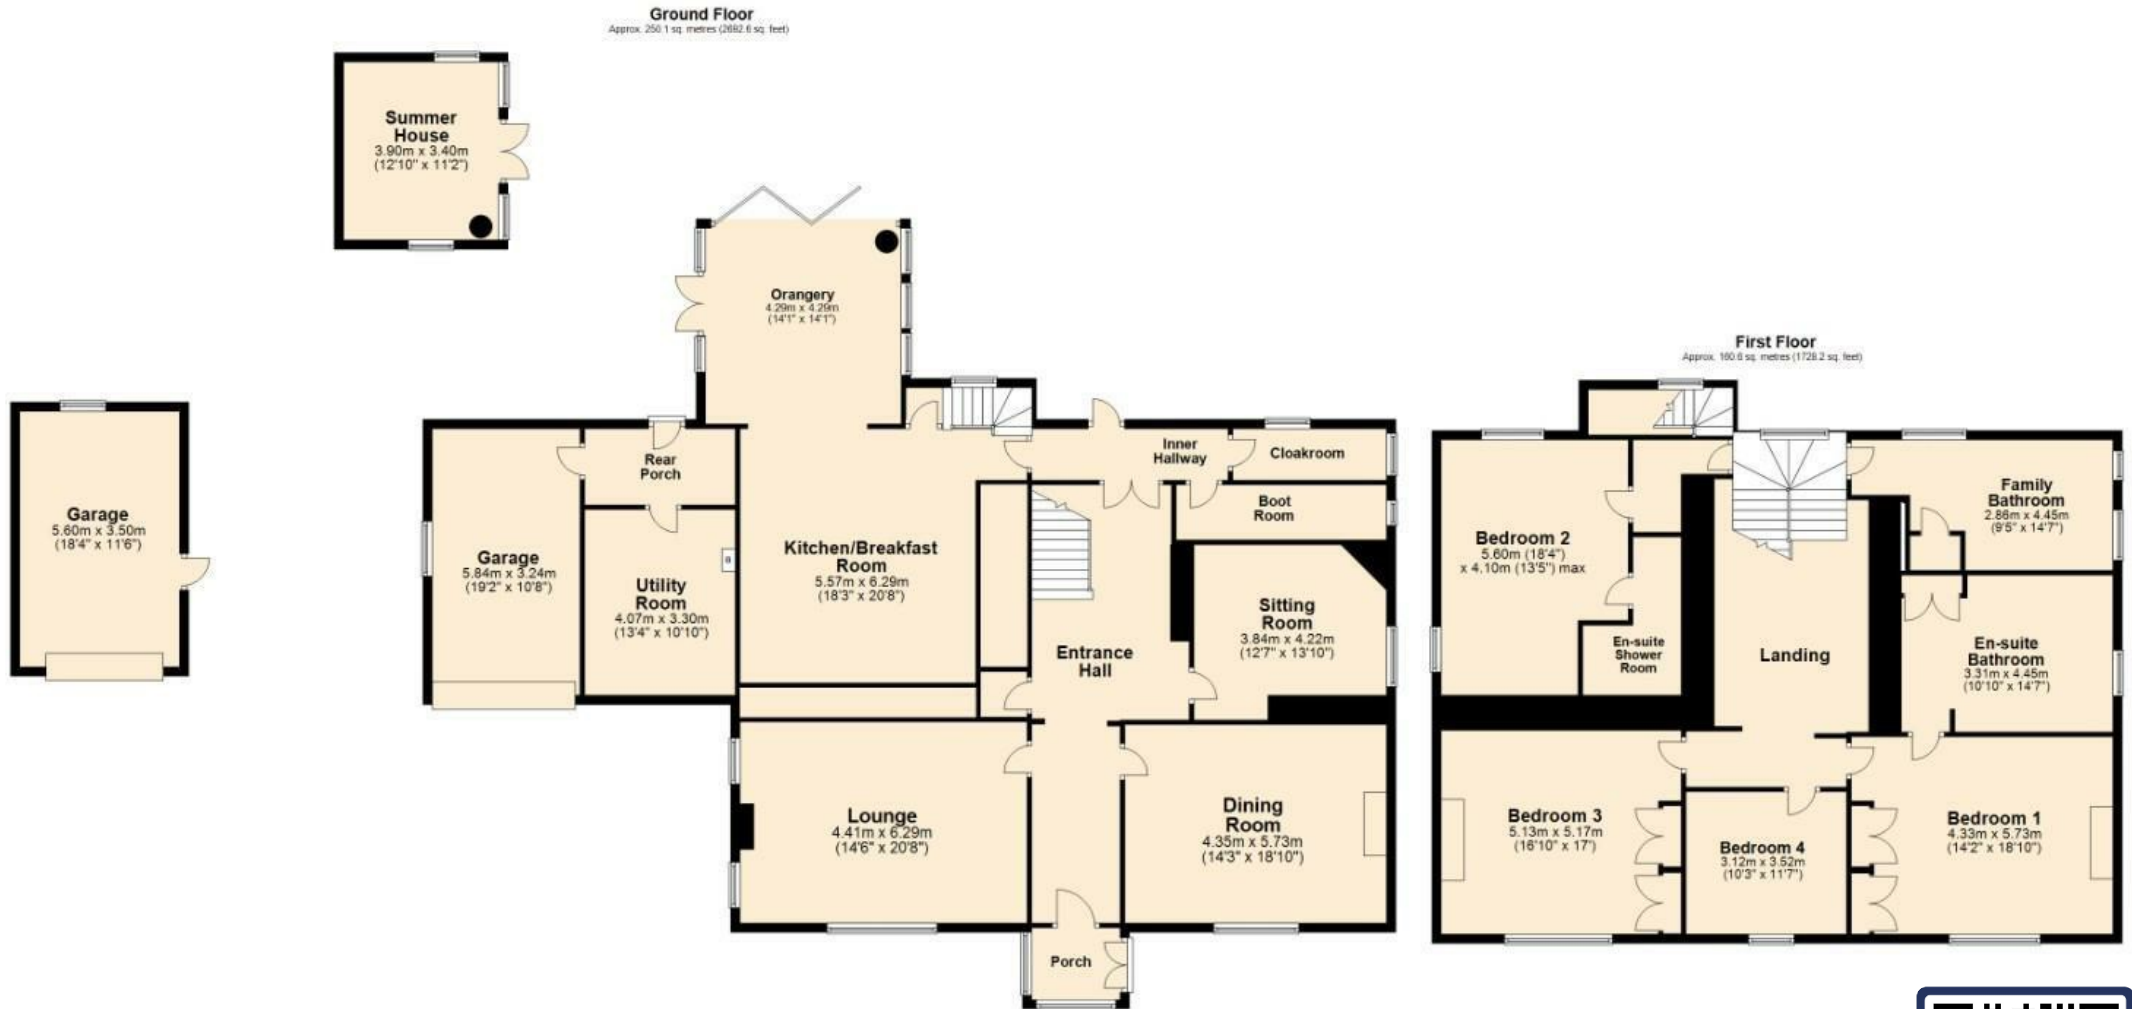 Ground Floor
Approx. 250.1 sq. metres (2692.6 sq. feet)
Summer
House
3.90m x 3.40m
(12'10" x 11'2")
Orangery
4.29m x 4.29m
(14'1" x 14'1")
Garage
5.60m x 3.50m
(18'4" x 11'6")
Garage
5.84m x 3.24m
(19'2" x 10'8")
Rear
Porch
Utility
Room
4.07m x 3.30m
(13'4" x 10'10")
Kitchen/Breakfast
Room
5.57m x 6.29m
(18'3" x 20'8")
Inner
Hallway
Cloakroom
Boot
Room
Sitting
Room
3.84m x 4.22m
(12'7" x 13'10")
Entrance
Hall
Lounge
4.41m x 6.29m
(14'6" x 20'8")
Dining
Room
4.35m x 5.73m
(14'3" x 18'10")
Porch
First Floor
Approx. 160.6 sq. metres (1728.2 sq. feet)
Bedroom 2
5.60m (18'4")
x 4.10m (13'5") max
En-suite
Shower
Room
Landing
Family
Bathroom
2.86m x 4.45m
(9'5" x 14'7")
En-suite
Bathroom
3.31m x 4.45m
(10'10" x 14'7")
Bedroom 3
5.13m x 5.17m
(16'10" x 17')
Bedroom 4
3.12m x 3.52m
(10'3" x 11'7")
Bedroom 1
4.33m x 5.73m
(14'2" x 18'10")